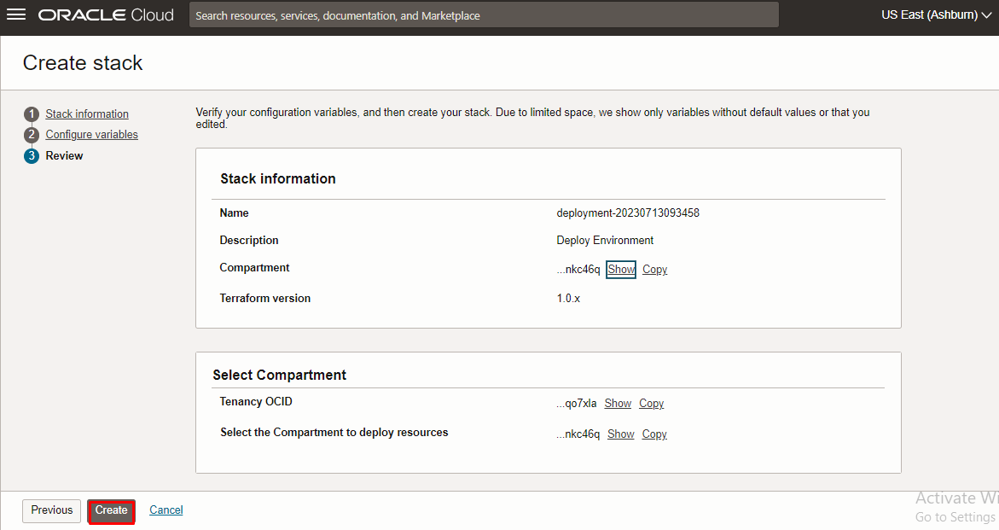 ORACLE Cloud
Search resources, services, documentation, and Marketplace
US East (Ashburn)
Create stack
1 Stack information
2 Configure variables
3 Review
Verify your configuration variables, and then create your stack. Due to limited space, we show only variables without default values or that you
edited.
Stack information
Name deployment-20230713093458
Description Deploy Environment
Compartment ...nkc46q Show Copy
Terraform version 1.0.x
Select Compartment
Tenancy OCID ...qo7xla Show Copy
Select the Compartment to deploy resources ...nkc46q Show Copy
Previous Create Cancel
Activate Wi
Go to Settings